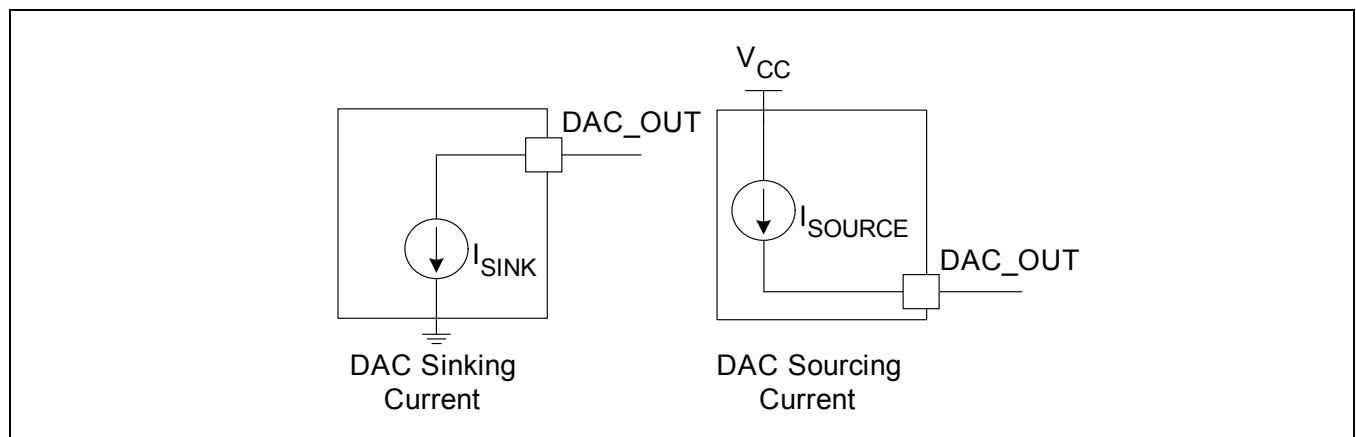 V_CC
DAC_OUT
I_SINK
DAC Sinking
Current
I_SOURCE
DAC_OUT
DAC Sourcing
Current